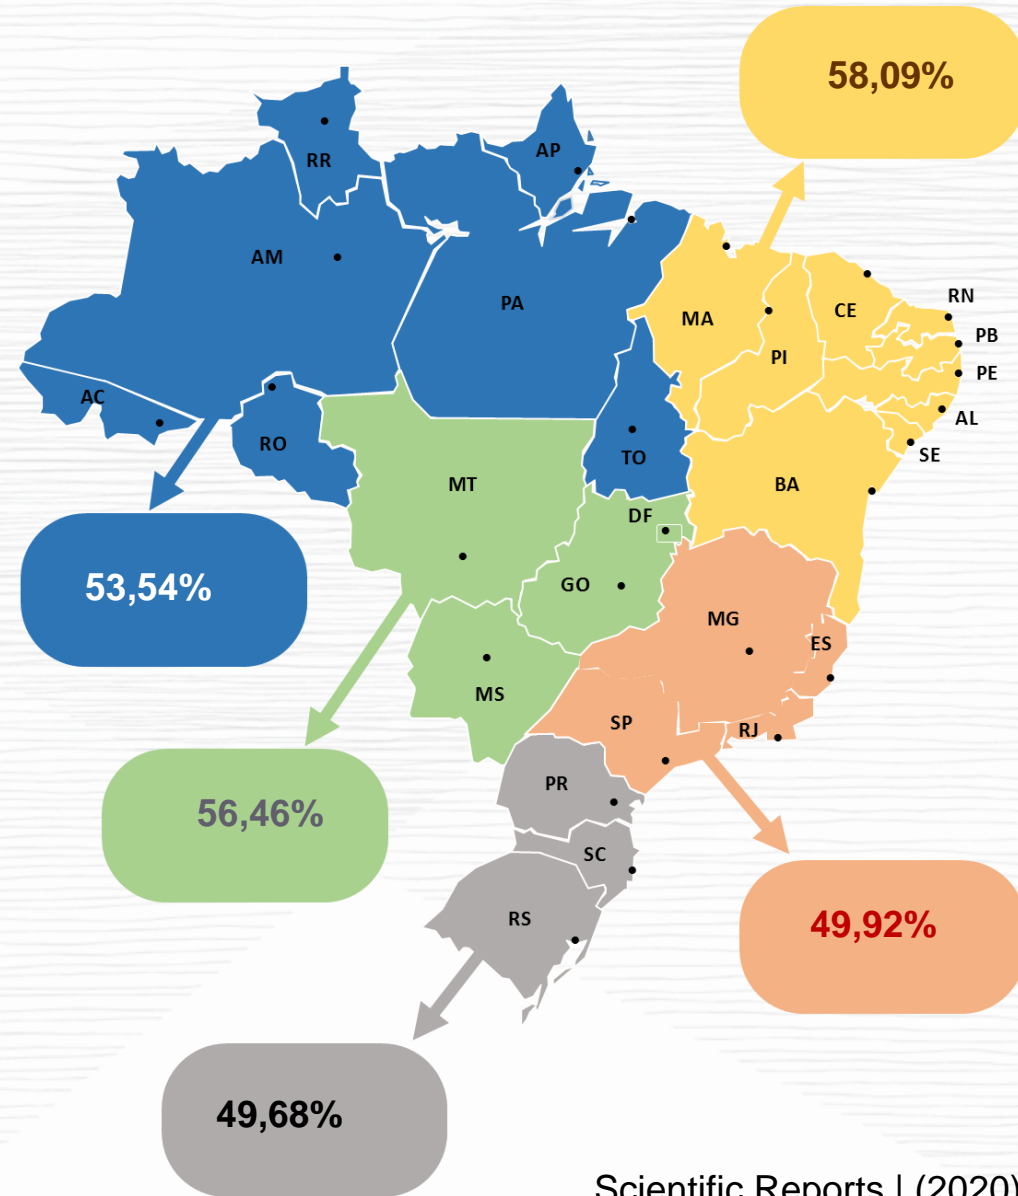 58,09%
RR
AP
AM
PA
MA
CE
RN
PB
PI
PE
AC
AL
RO
TO
SE
MT
BA
DF
53,54%
GO
MG
ES
MS
SP
RJ
PR
56,46%
SC
RS
49,92%
49,68%
Scientific Reports | (2020)